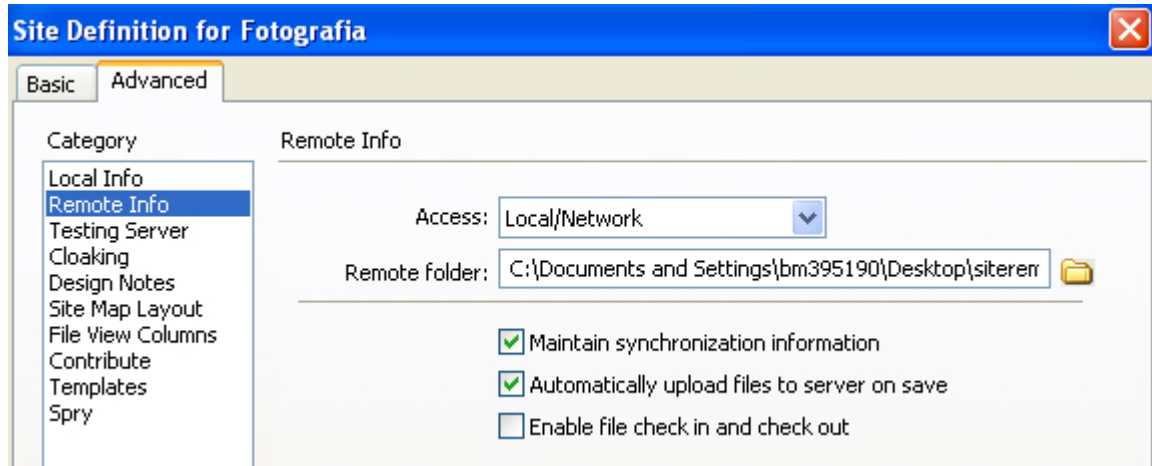 Site Definition for Fotografia
Basic Advanced
Category
Local Info
Remote Info
Testing Server
Cloaking
Design Notes
Site Map Layout
File View Columns
Contribute
Templates
Spry
Remote Info
Access: Local/Network
Remote folder: C:\Documents and Settings\bm395190\Desktop\siterem
Maintain synchronization information
Automatically upload files to server on save
Enable file check in and check out